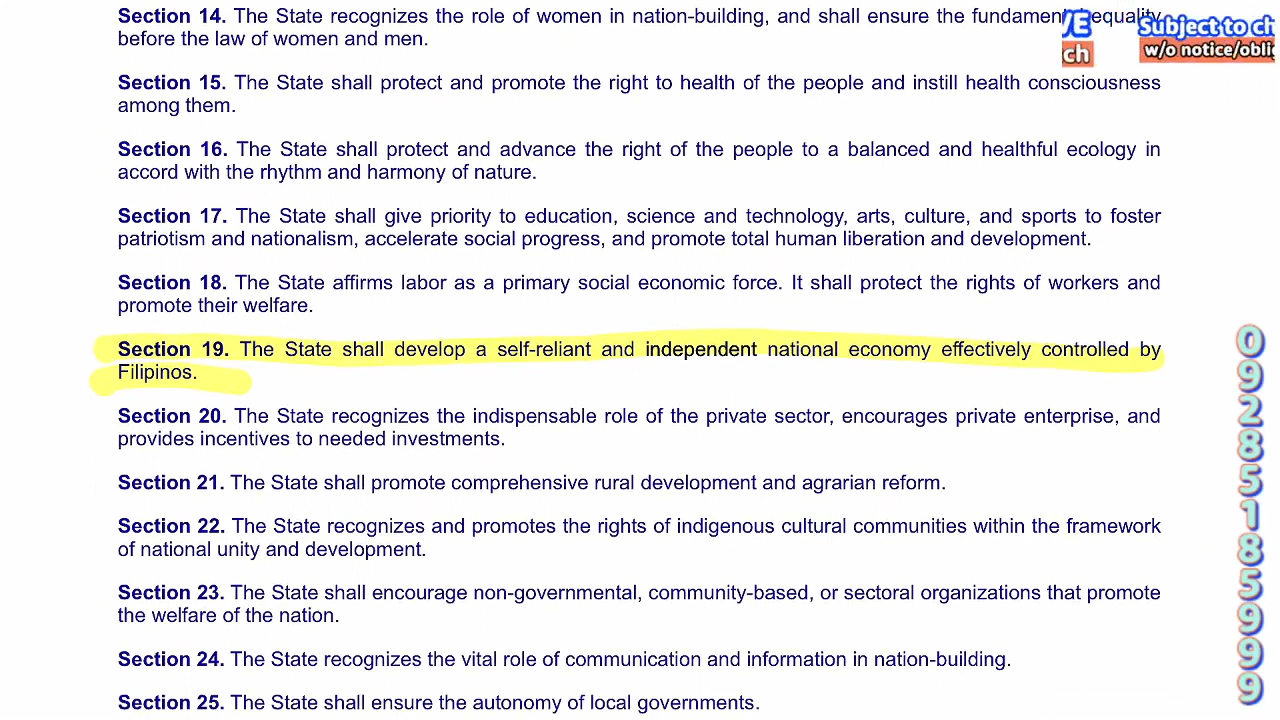 Section 14. The State recognizes the role of women in nation-building, and shall ensure the equality
before the law of women and men.
Subject to ch
w/o notice/oblig
VE
ch
Section 15. The State shall protect and promote the right to health of the people and instill health consciousness
among them.
Section 16. The State shall protect and advance the right of the people to a balanced and healthful ecology in
accord with the rhythm and harmony of nature.
Section 17. The State shall give priority to education, science and technology, arts, culture, and sports to foster
patriotism and nationalism, accelerate social progress, and promote total human liberation and development.
Section 18. The State affirms labor as a primary social economic force. It shall protect the rights of workers and
promote their welfare.
Section 19. The State shall develop a self-reliant and independent national economy effectively controlled by
Filipinos.
Section 20. The State recognizes the indispensable role of the private sector, encourages private enterprise, and
provides incentives to needed investments.
Section 21. The State shall promote comprehensive rural development and agrarian reform.
Section 22. The State recognizes and promotes the rights of indigenous cultural communities within the framework
of national unity and development.
Section 23. The State shall encourage non-governmental, community-based, or sectoral organizations that promote
the welfare of the nation.
Section 24. The State recognizes the vital role of communication and information in nation-building.
Section 25. The State shall ensure the autonomy of local governments.
09285185999